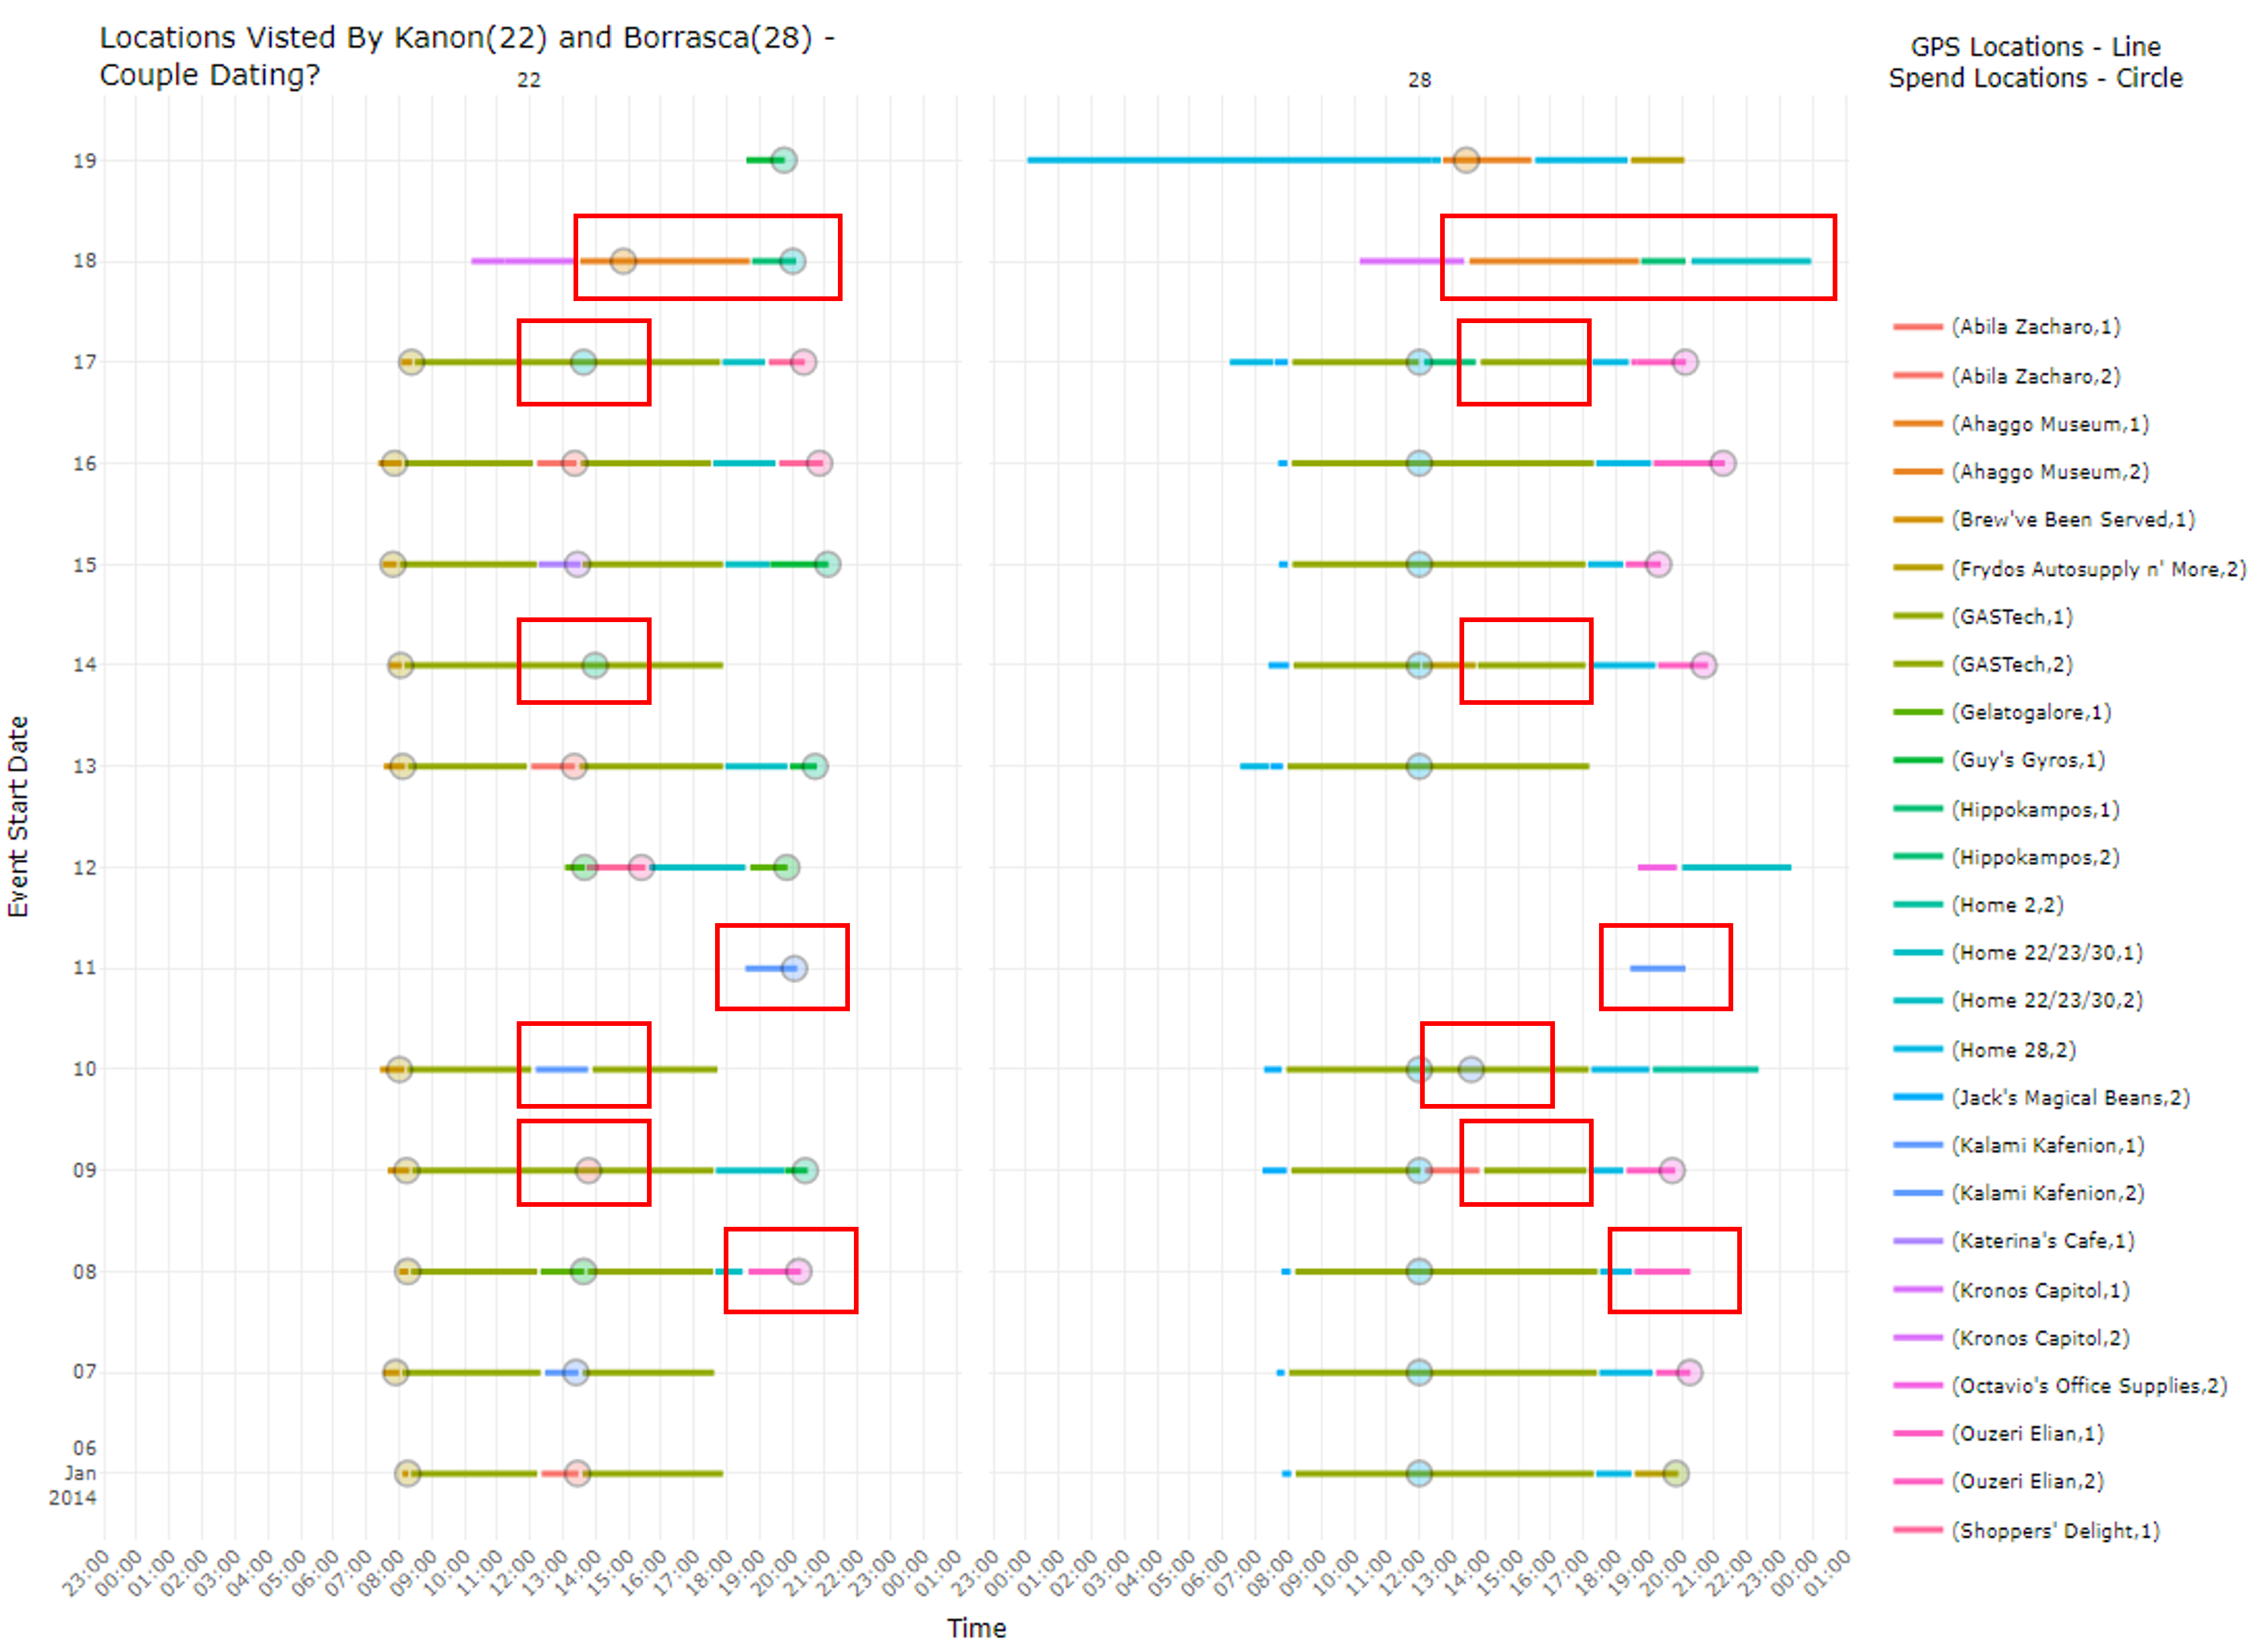 Locations Visted By Kanon(22) and Borrasca(28) -
Couple Dating?
22
28
GPS Locations - Line
Spend Locations - Circle
19
18
17
16
15
14
13
12
11
10
09
08
07
06
Jan
2014
Event Start Date
23:00
00:00
01:00
02:00
03:00
04:00
05:00
06:00
07:00
08:00
09:00
10:00
11:00
12:00
13:00
14:00
15:00
16:00
17:00
18:00
19:00
20:00
21:00
22:00
23:00
00:00
01:00
23:00
00:00
01:00
02:00
03:00
04:00
05:00
06:00
07:00
08:00
09:00
10:00
11:00
12:00
13:00
14:00
15:00
16:00
17:00
18:00
19:00
20:00
21:00
22:00
23:00
00:00
01:00
Time
(Abila Zacharo,1)
(Abila Zacharo,2)
(Ahaggo Museum,1)
(Ahaggo Museum,2)
(Brew've Been Served,1)
(Frydos Autosupply n' More,2)
(GASTech,1)
(GASTech,2)
(Gelatogalore,1)
(Guy's Gyros,1)
(Hippokampos,1)
(Hippokampos,2)
(Home 2,2)
(Home 22/23/30,1)
(Home 22/23/30,2)
(Home 28,2)
(Jack's Magical Beans,2)
(Kalami Kafenion,1)
(Kalami Kafenion,2)
(Katerina's Cafe,1)
(Kronos Capitol,1)
(Kronos Capitol,2)
(Octavio's Office Supplies,2)
(Ouzeri Elian,1)
(Ouzeri Elian,2)
(Shoppers' Delight,1)